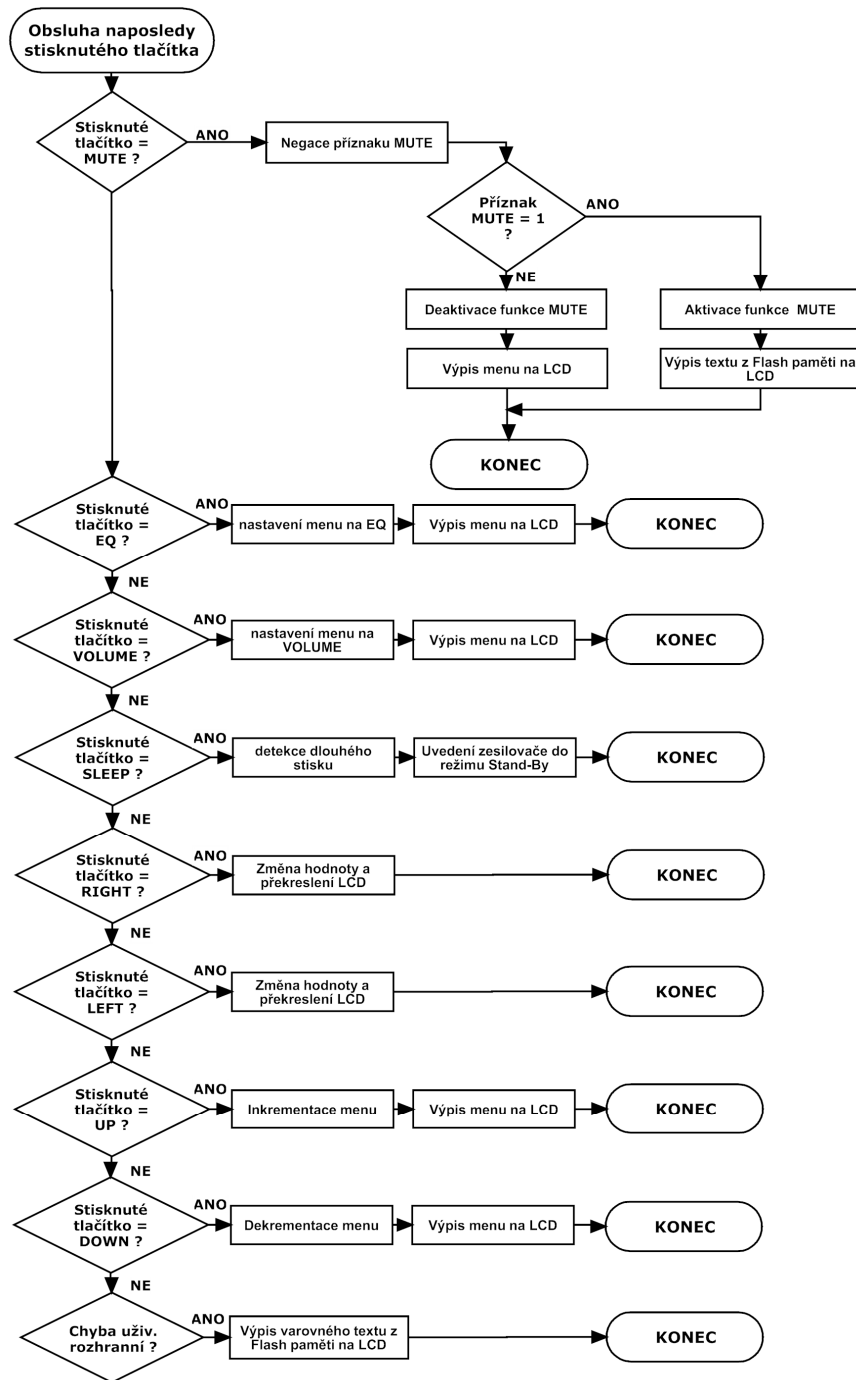 Obsluha naposledy
stisknutého tlačítka
Stisknuté
tlačítko =
MUTE ?
ANO
Negace příznaku MUTE
Příznak
MUTE = 1
?
ANO
NE
Deaktivace funkce MUTE
Aktivace funkce MUTE
Výpis menu na LCD
Výpis textu z Flash paměti na
LCD
KONEC
Stisknuté
tlačítko =
EQ ?
ANO
nastavení menu na EQ
Výpis menu na LCD
KONEC
NE
Stisknuté
tlačítko =
VOLUME ?
ANO
nastavení menu na
VOLUME
Výpis menu na LCD
KONEC
NE
Stisknuté
tlačítko =
SLEEP ?
ANO
detekce dlouhého
stisku
Uvedení zesilovače do
režimu Stand-By
KONEC
NE
Stisknuté
tlačítko =
RIGHT ?
ANO
Změna hodnoty a
překreslení LCD
KONEC
NE
Stisknuté
tlačítko =
LEFT ?
ANO
Změna hodnoty a
překreslení LCD
KONEC
NE
Stisknuté
tlačítko =
UP ?
ANO
Inkrementace menu
Výpis menu na LCD
KONEC
NE
Stisknuté
tlačítko =
DOWN ?
ANO
Dekrementace menu
Výpis menu na LCD
KONEC
NE
Chyba uživ.
rozhranní ?
ANO
Výpis varovného textu z
Flash paměti na LCD
KONEC